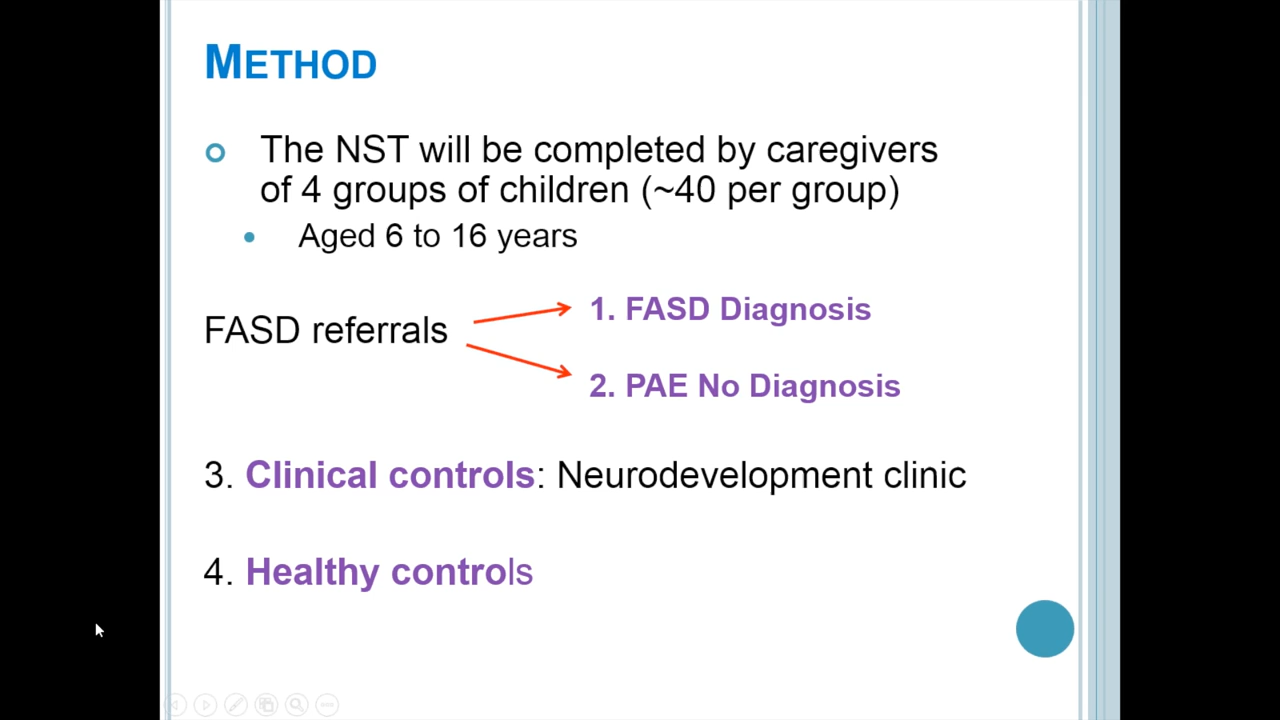 METHOD
The NST will be completed by caregivers
of 4 groups of children (~40 per group)
Aged 6 to 16 years
FASD referrals
1. FASD Diagnosis
2. PAE No Diagnosis
3. Clinical controls: Neurodevelopment clinic
4. Healthy controls